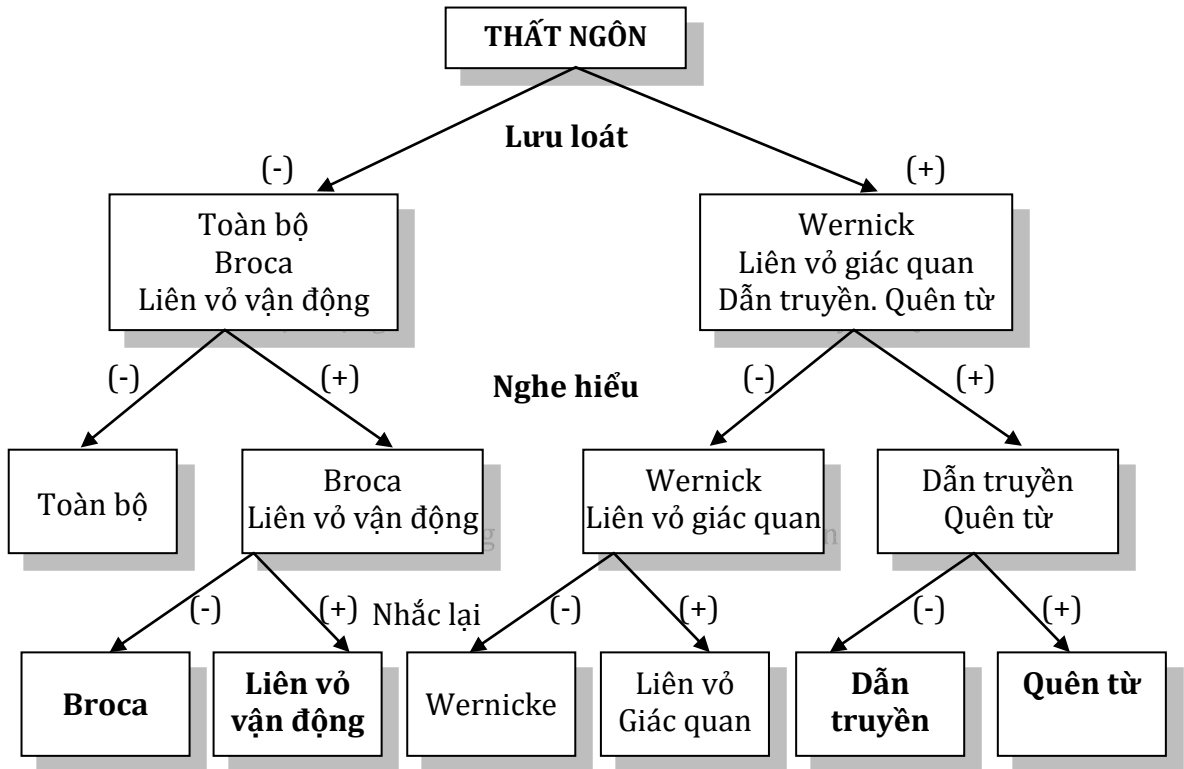 THẤT NGÔN
Lưu loát
(-)
(+)
Toàn bộ
Broca
Liên vỏ vận động
Wernick
Liên vỏ giác quan
Dẫn truyền. Quên từ
(-)
(+)
Nghe hiểu
(-)
(+)
Toàn bộ
Broca
Liên vỏ vận động
Wernick
Liên vỏ giác quan
Dẫn truyền
Quên từ
(-)
(+)
Nhắc lại
(-)
(+)
(-)
(+)
Broca
Liên vỏ
vận động
Wernicke
Liên vỏ
Giác quan
Dẫn
truyền
Quên từ